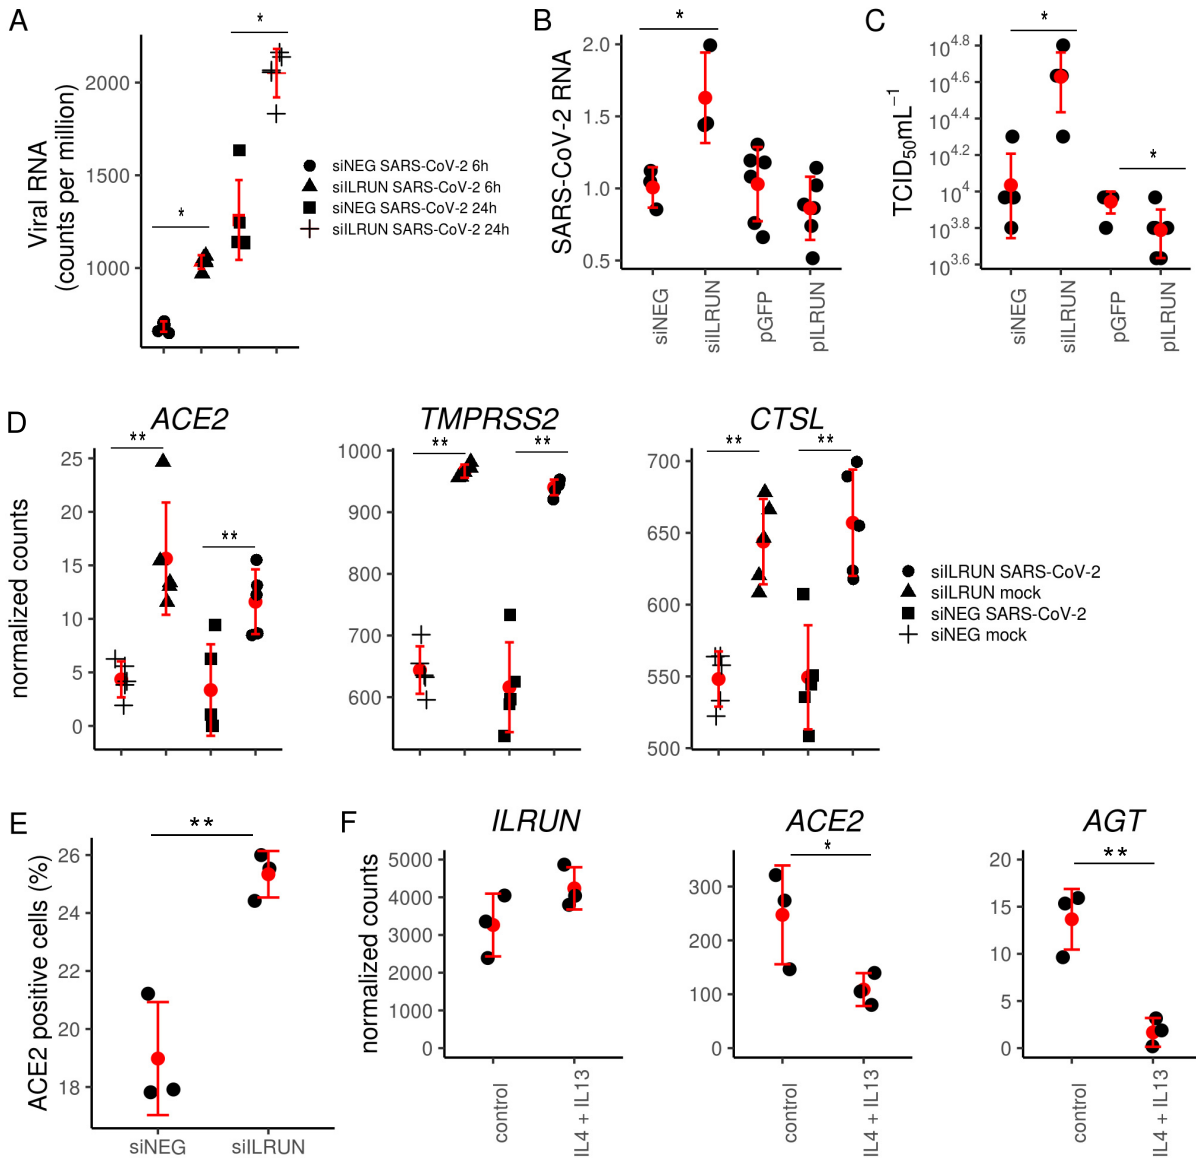 A
Viral RNA
(counts per million)
2000
1500
1000
*
*
siNEG SARS-CoV-2 6h
siILRUN SARS-CoV-2 6h
siNEG SARS-CoV-2 24h
siILRUN SARS-CoV-2 24h
B
SARS-CoV-2 RNA
2.0
1.5
1.0
0.5
*
siNEG
siILRUN
pGFP
pILRUN
C
TCID50mL−1
10^4.8
10^4.6
10^4.4
10^4.2
10^4
10^3.8
10^3.6
*
*
siNEG
siILRUN
pGFP
pILRUN
D
normalized counts
ACE2
25
20
15
10
5
0
**
**
TMPRSS2
1000
900
800
700
600
**
**
CTSL
700
650
600
550
500
**
**
siILRUN SARS-CoV-2
siILRUN mock
siNEG SARS-CoV-2
siNEG mock
E
ACE2 positive cells (%)
26
24
22
20
18
**
siNEG siILRUN
F
normalized counts
ILRUN
5000
4000
3000
2000
1000
0
control
IL4 + IL13
ACE2
300
200
100
0
*
control
IL4 + IL13
AGT
20
15
10
5
0
**
control
IL4 + IL13